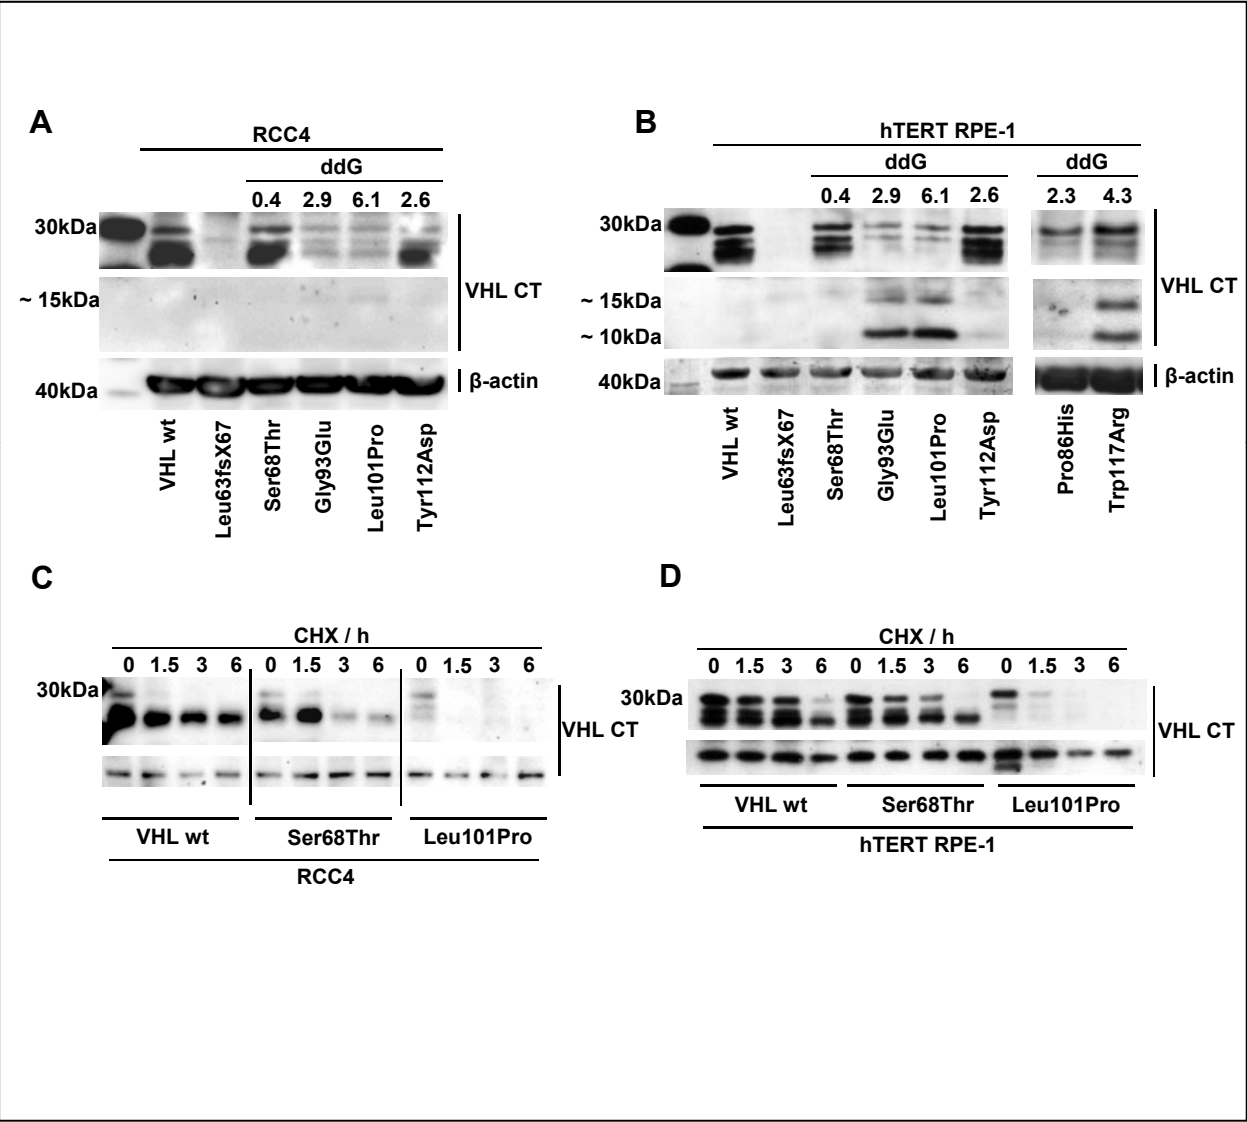 A
RCC4
ddG
0.4 2.9 6.1 2.6
30kDa
~ 15kDa
VHL CT
40kDa
β-actin
VHL wt
Leu63fsX67
Ser68Thr
Gly93Glu
Leu101Pro
Tyr112Asp
B
hTERT RPE-1
ddG ddG
0.4 2.9 6.1 2.6 2.3 4.3
30kDa
~ 15kDa
~ 10kDa
VHL CT
40kDa
β-actin
VHL wt
Leu63fsX67
Ser68Thr
Gly93Glu
Leu101Pro
Tyr112Asp
Pro86His
Trp117Arg
C
CHX / h
0 1.5 3 6 0 1.5 3 6 0 1.5 3 6
30kDa
VHL CT
VHL wt Ser68Thr Leu101Pro
RCC4
D
CHX / h
0 1.5 3 6 0 1.5 3 6 0 1.5 3 6
30kDa
VHL CT
VHL wt Ser68Thr Leu101Pro
hTERT RPE-1